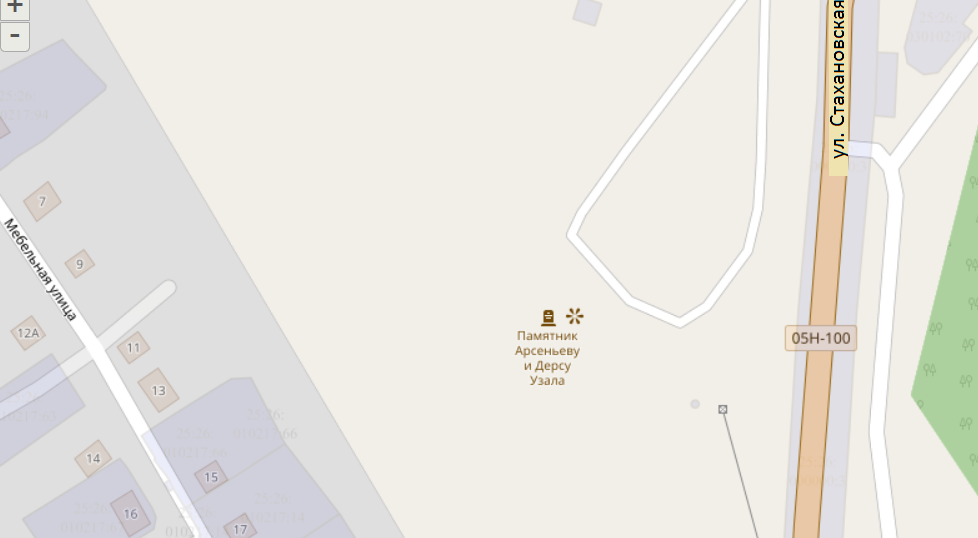 +
-
ул. Стахановская
7
Мебельная улица
9
12А
11
13
Памятник
Арсеньеву
и Дерсу
Узала
05Н-100
14
15
16
17